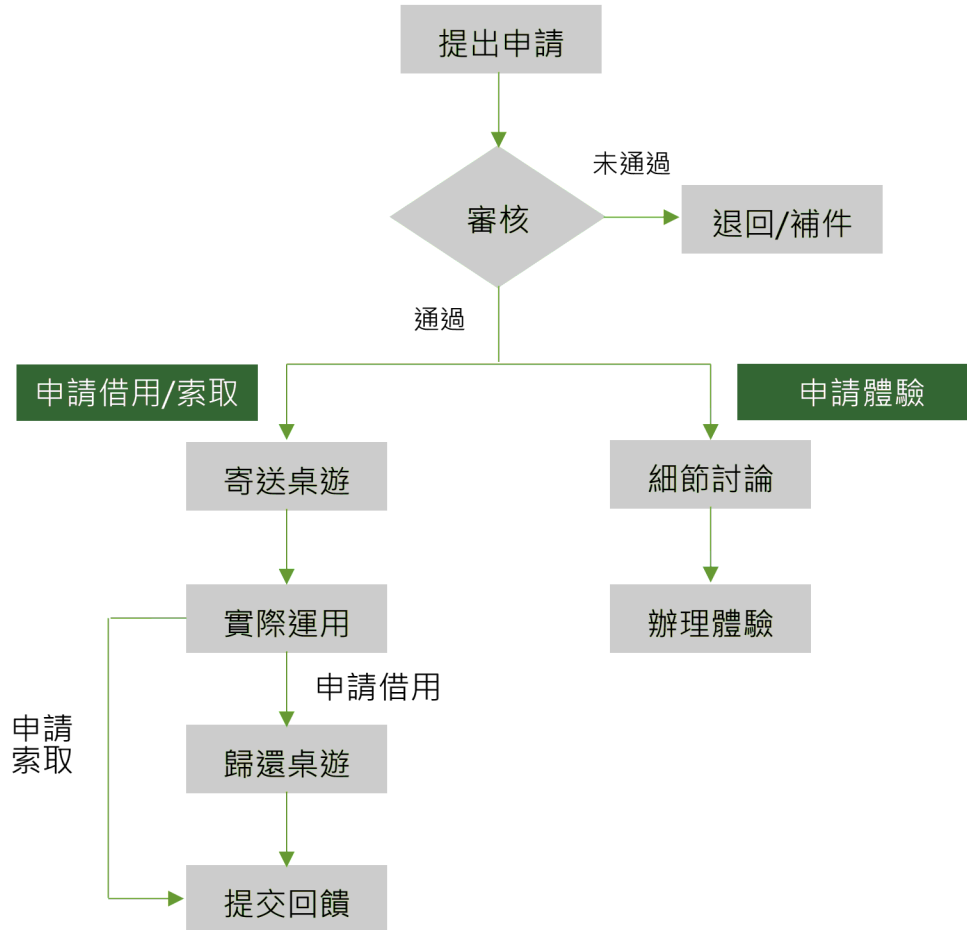 提出申請
未通過
審核
退回/補件
通過
申請借用/索取
申請體驗
寄送桌遊
細節討論
實際運用
辦理體驗
申請借用
申請
索取
歸還桌遊
提交回饋